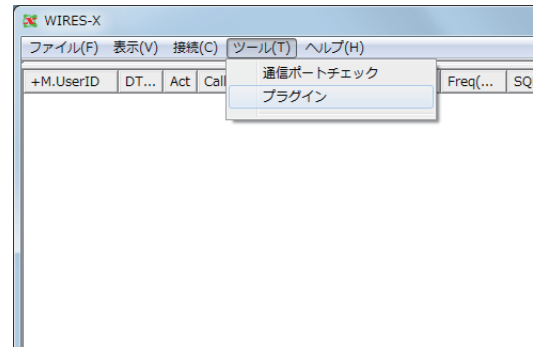 WIRES-X
ファイル(F) 表示(V) 接続(C) ツール(T) ヘルプ(H)
通信ポートチェック
プラグイン
+M.UserID DT... Act Call Freq(... SQ